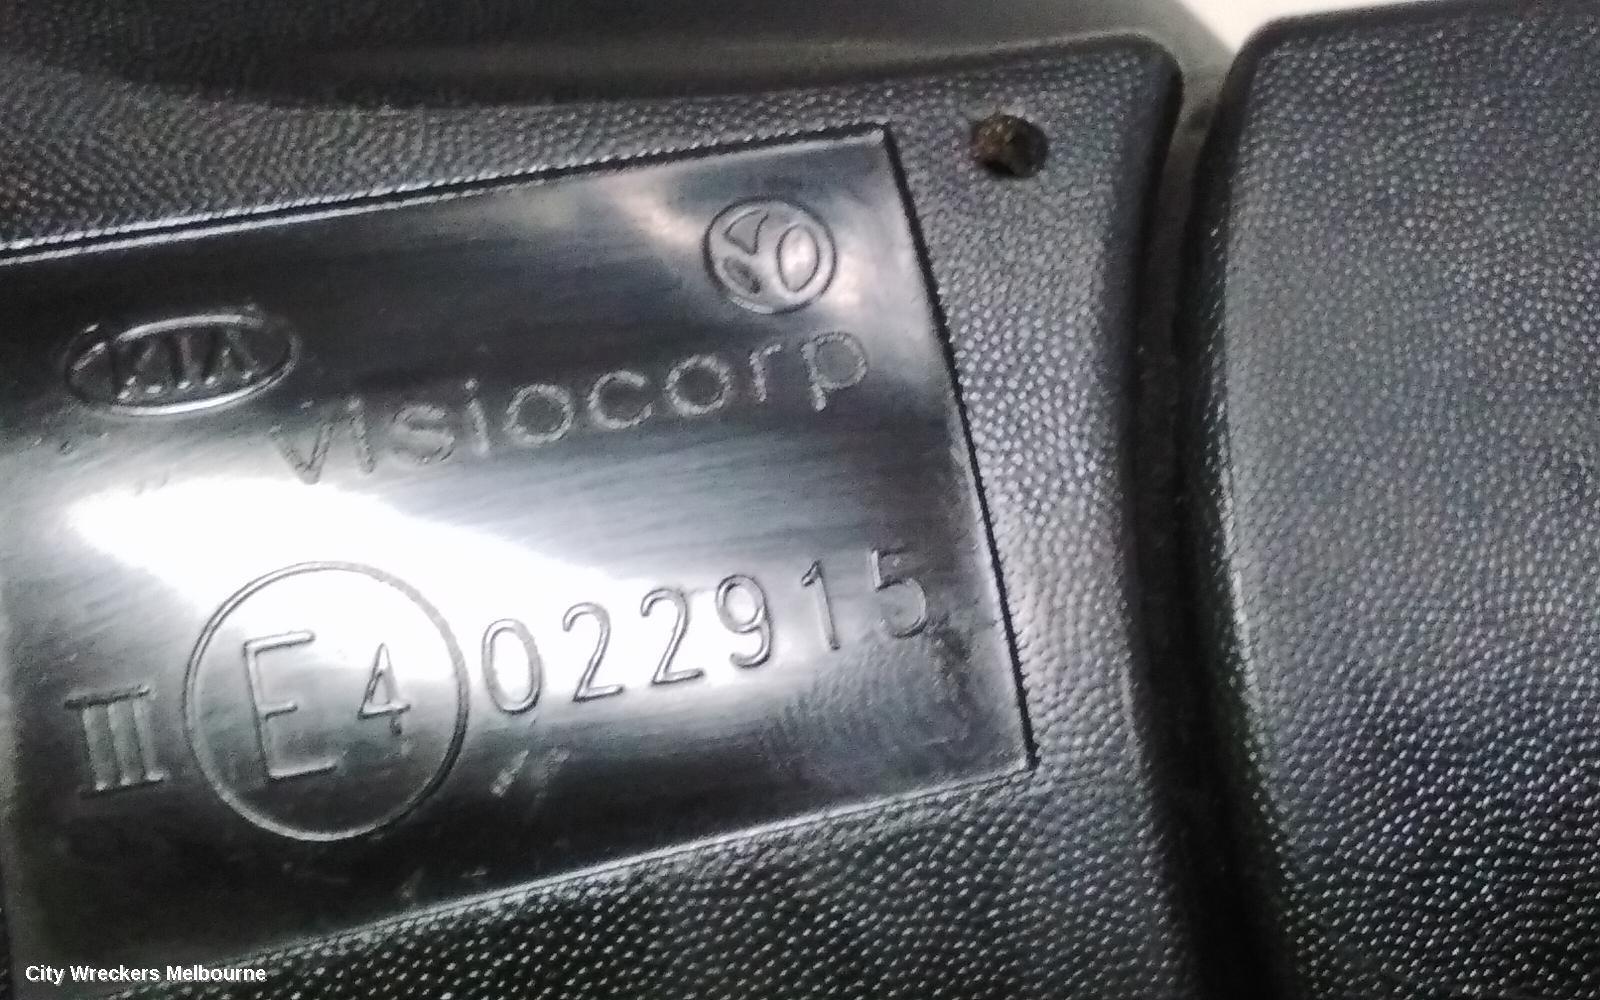 KIA
visiocorp
III E4 022915
City Wreckers Melbourne